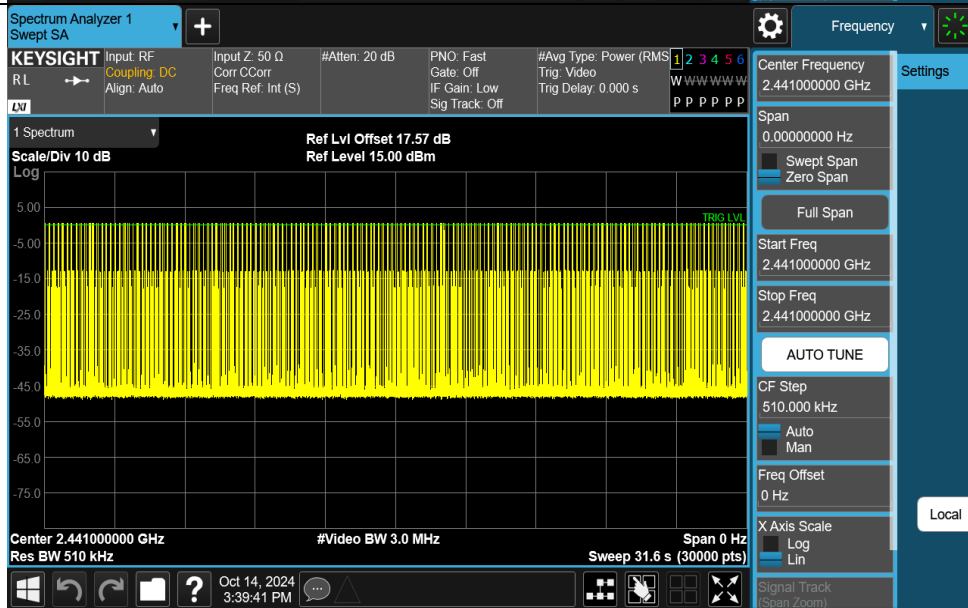 Spectrum Analyzer 1
Swept SA
+
Frequency
KEYSIGHT
RL
LXI
Input: RF
Coupling: DC
Align: Auto
Input Z: 50 Ω
Corr CCorr
Freq Ref: Int (S)
#Atten: 20 dB
PNO: Fast
Gate: Off
IF Gain: Low
Sig Track: Off
#Avg Type: Power (RMS
Trig: Video
Trig Delay: 0.000 s
1 2 3 4 5 6
W W W W W W
P P P P P P
1 Spectrum
Scale/Div 10 dB
Log
Ref Lvl Offset 17.57 dB
Ref Level 15.00 dBm
TRIG LVL
5.00
-5.00
-15.0
-25.0
-35.0
-45.0
-55.0
-65.0
-75.0
Center 2.441000000 GHz
Res BW 510 kHz
#Video BW 3.0 MHz
Span 0 Hz
Sweep 31.6 s (30000 pts)
?
Oct 14, 2024
3:39:41 PM
Center Frequency
2.441000000 GHz
Settings
Span
0.00000000 Hz
Swept Span
Zero Span
Full Span
Start Freq
2.441000000 GHz
Stop Freq
2.441000000 GHz
AUTO TUNE
CF Step
510.000 kHz
Auto
Man
Freq Offset
0 Hz
Local
X Axis Scale
Log
Lin
Signal Track
(Span Zoom)